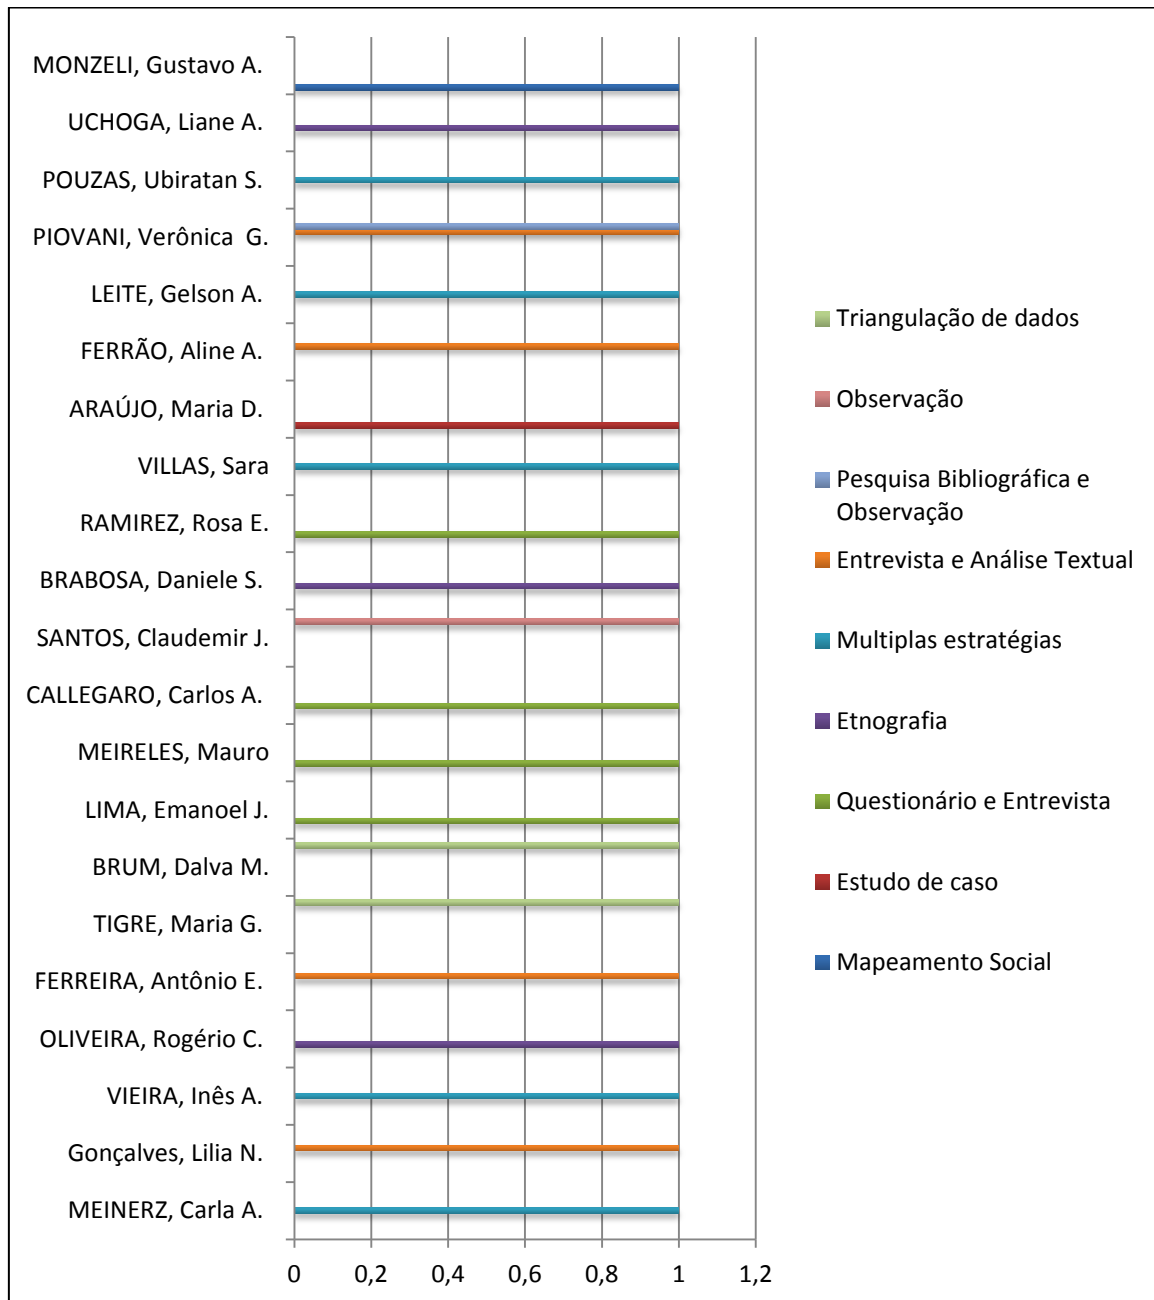 MONZELI, Gustavo A.
UCHOGA, Liane A.
POUZAS, Ubiratan S.
PIOVANI, Verônica G.
LEITE, Gelson A.
FERRÃO, Aline A.
ARAÚJO, Maria D.
VILLAS, Sara
RAMIREZ, Rosa E.
BRABOSA, Daniele S.
SANTOS, Claudemir J.
CALLEGARO, Carlos A.
MEIRELES, Mauro
LIMA, Emanoel J.
BRUM, Dalva M.
TIGRE, Maria G.
FERREIRA, Antônio E.
OLIVEIRA, Rogério C.
VIEIRA, Inês A.
Gonçalves, Lilia N.
MEINERZ, Carla A.
0 0,2 0,4 0,6 0,8 1 1,2
Triangulação de dados
Observação
Pesquisa Bibliográfica e
Observação
Entrevista e Análise Textual
Multiplas estratégias
Etnografia
Questionário e Entrevista
Estudo de caso
Mapeamento Social